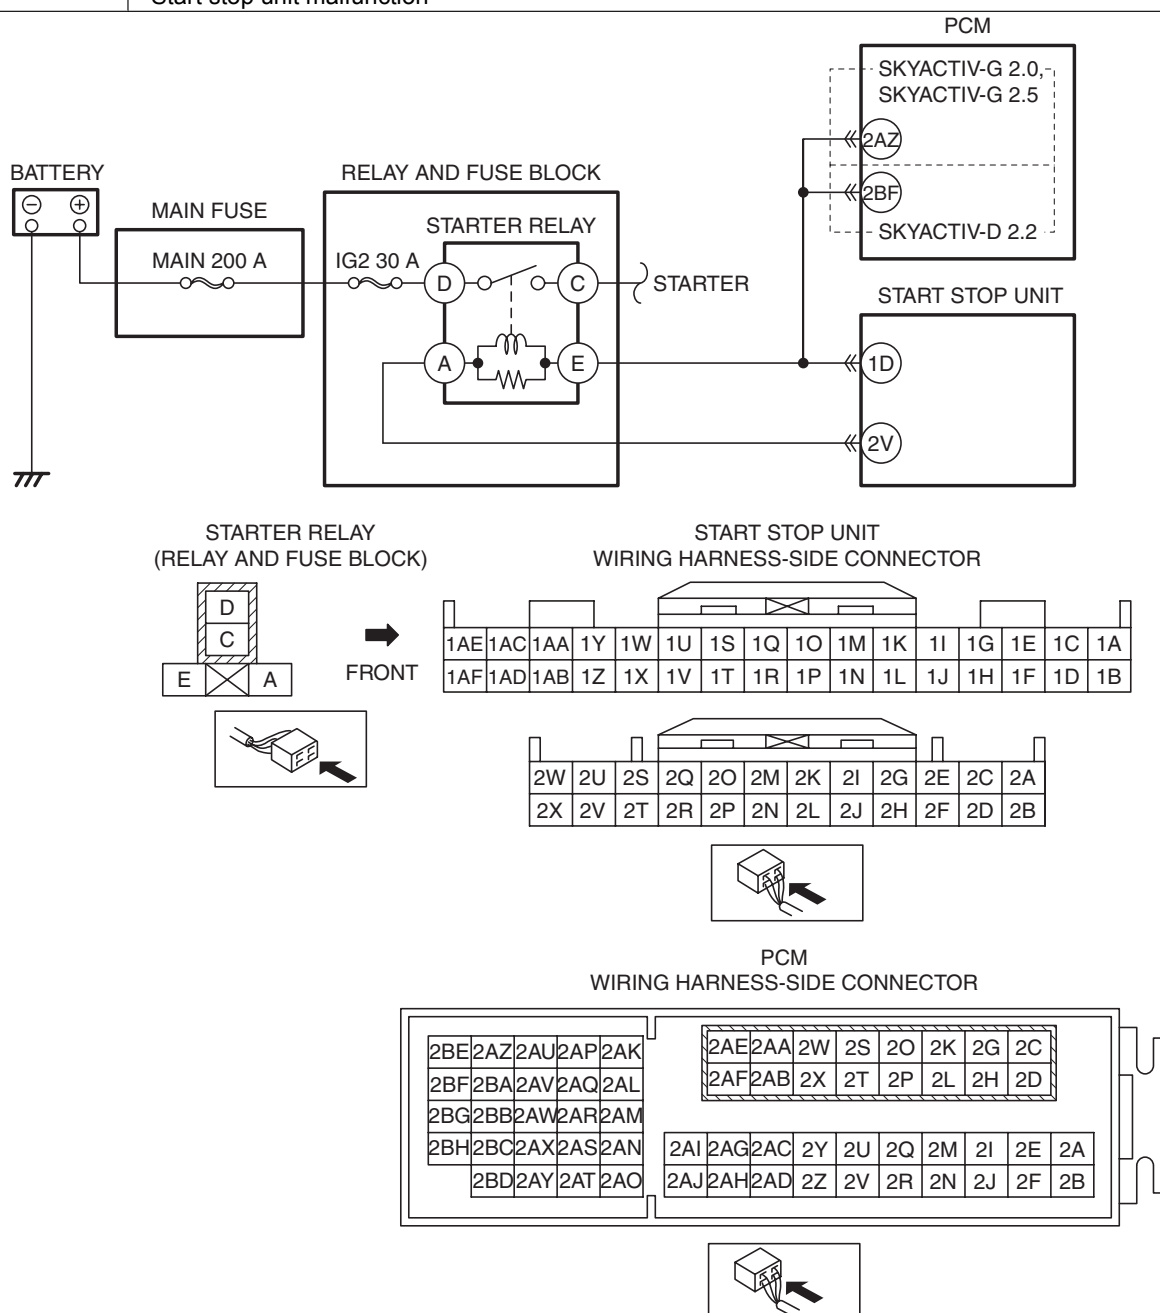 Start stop unit malfunction
PCM
SKYACTIV-G 2.0,
SKYACTIV-G 2.5
2AZ
2BF
SKYACTIV-D 2.2
BATTERY
MAIN FUSE
MAIN 200 A
RELAY AND FUSE BLOCK
STARTER RELAY
IG2 30 A
D
C
STARTER
A
E
START STOP UNIT
1D
2V
STARTER RELAY
(RELAY AND FUSE BLOCK)
D
C
E
A
FRONT
START STOP UNIT
WIRING HARNESS-SIDE CONNECTOR
1AE 1AC 1AA 1Y 1W 1U 1S 1Q 1O 1M 1K 1I 1G 1E 1C 1A
1AF 1AD 1AB 1Z 1X 1V 1T 1R 1P 1N 1L 1J 1H 1F 1D 1B
2W 2U 2S 2Q 2O 2M 2K 2I 2G 2E 2C 2A
2X 2V 2T 2R 2P 2N 2L 2J 2H 2F 2D 2B
PCM
WIRING HARNESS-SIDE CONNECTOR
2BE 2AZ 2AU 2AP 2AK
2BF 2BA 2AV 2AQ 2AL
2BG 2BB 2AW 2AR 2AM
2BH 2BC 2AX 2AS 2AN
2BD 2AY 2AT 2AO
2AE 2AA 2W 2S 2O 2K 2G 2C
2AF 2AB 2X 2T 2P 2L 2H 2D
2AI 2AG 2AC 2Y 2U 2Q 2M 2I 2E 2A
2AJ 2AH 2AD 2Z 2V 2R 2N 2J 2F 2B